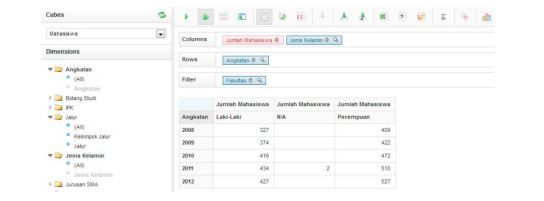 Cubes
Mahasiswa
Dimensions
Angkatan
(All)
Angkatan
Bidang Studi
IPK
Jalur
(All)
Kelompok Jalur
Jalur
Jenis Kelamin
(All)
Jenis Kelamin
Jurusan SMA
Columns Jumlah Mahasiswa Jenis Kelamin
Rows Angkatan
Filter Fakultas
Jumlah Mahasiswa Jumlah Mahasiswa Jumlah Mahasiswa
Angkatan Laki-Laki N/A Perempuan
2008 327 409
2009 374 422
2010 416 472
2011 434 2 510
2012 427 527